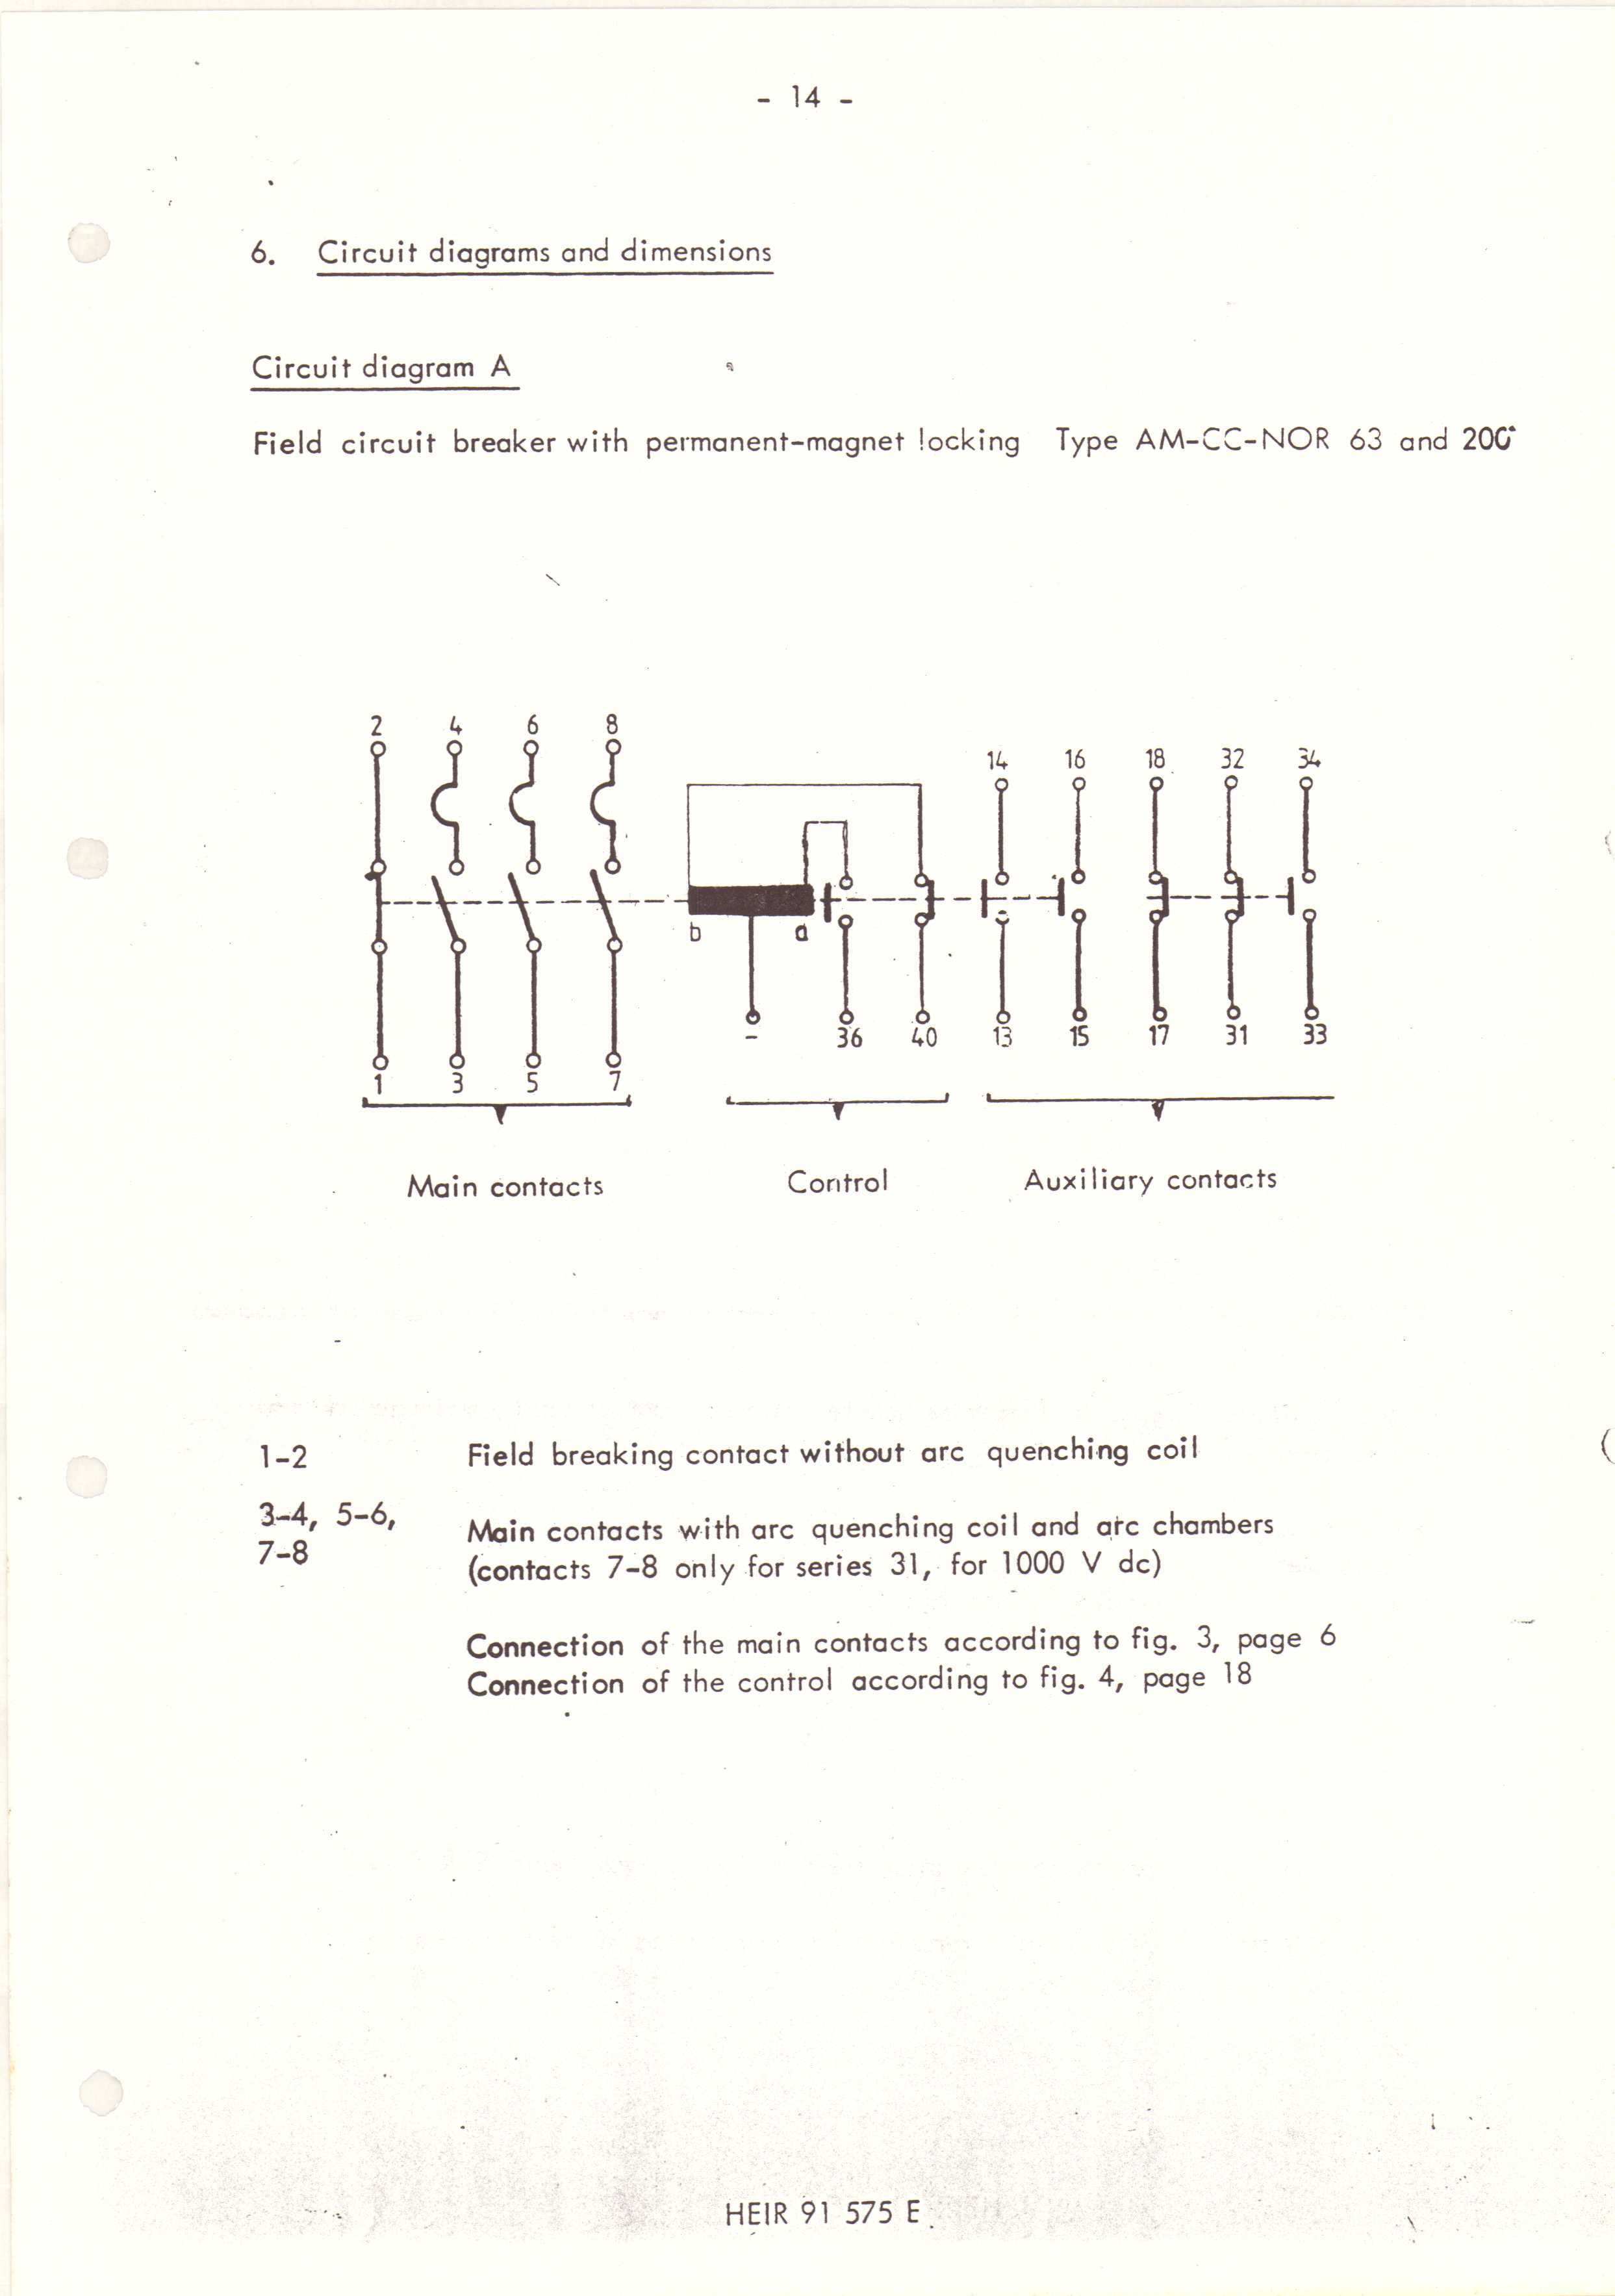 - 14 -
6. Circuit diagrams and dimensions
Circuit diagram A
Field circuit breaker with permanent-magnet locking Type AM-CC-NOR 63 and 200
2 4 6 8
14 16 18 32 34
b a
- 36 40 13 15 17 31 33
1 3 5 7
Main contacts Control Auxiliary contacts
1-2 Field breaking contact without arc quenching coil
3-4, 5-6, Main contacts with arc quenching coil and arc chambers
7-8 (contacts 7-8 only for series 31, for 1000 V dc)
Connection of the main contacts according to fig. 3, page 6
Connection of the control according to fig. 4, page 18
HEIR 91 575 E